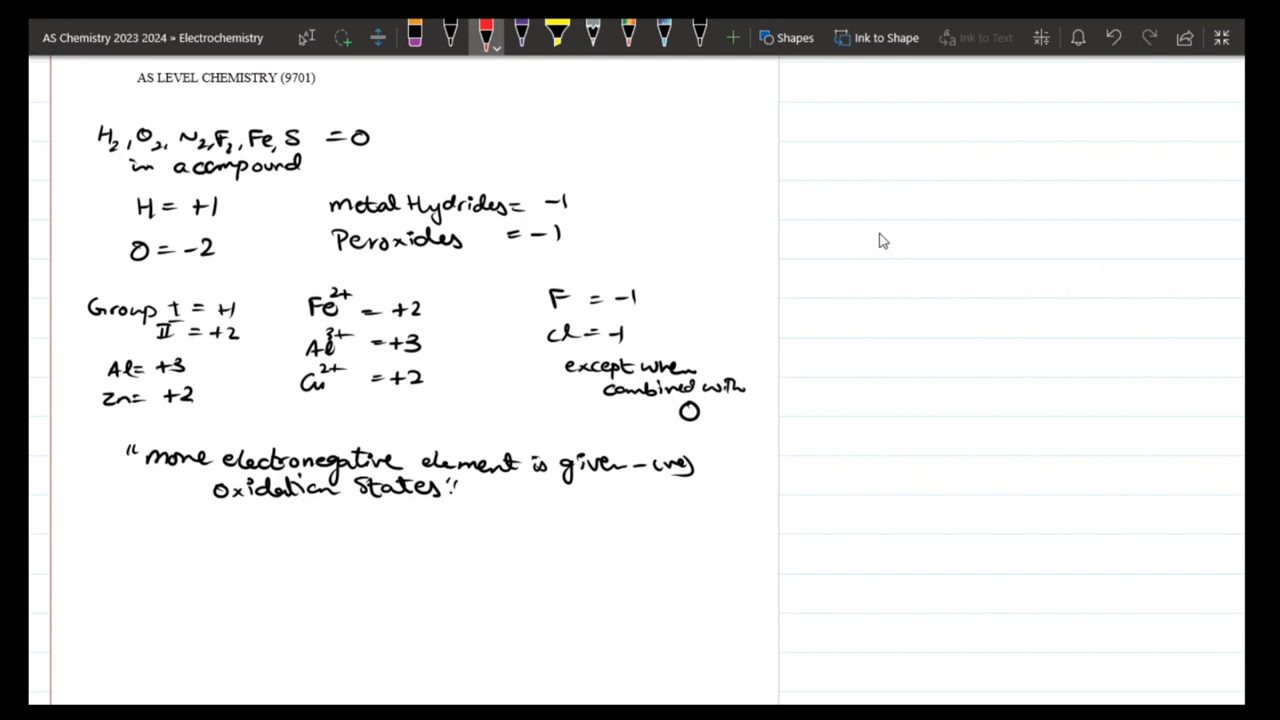 AS Chemistry 2023 2024 » Electrochemistry
Shapes
Ink to Shape
Ink to Text
AS LEVEL CHEMISTRY (9701)
H₂, O₂, N₂, F₂, Fe, S = 0
in a compound
H = +1
Metal Hydrides = -1
O = -2
Peroxides = -1
Group I = +1
II = +2
Al = +3
Zn = +2
Fe²⁺ = +2
Al³⁺ = +3
Cu²⁺ = +2
F = -1
Cl = -1
except when
combined with
O
"more electronegative element is given -(ve)
oxidation states"